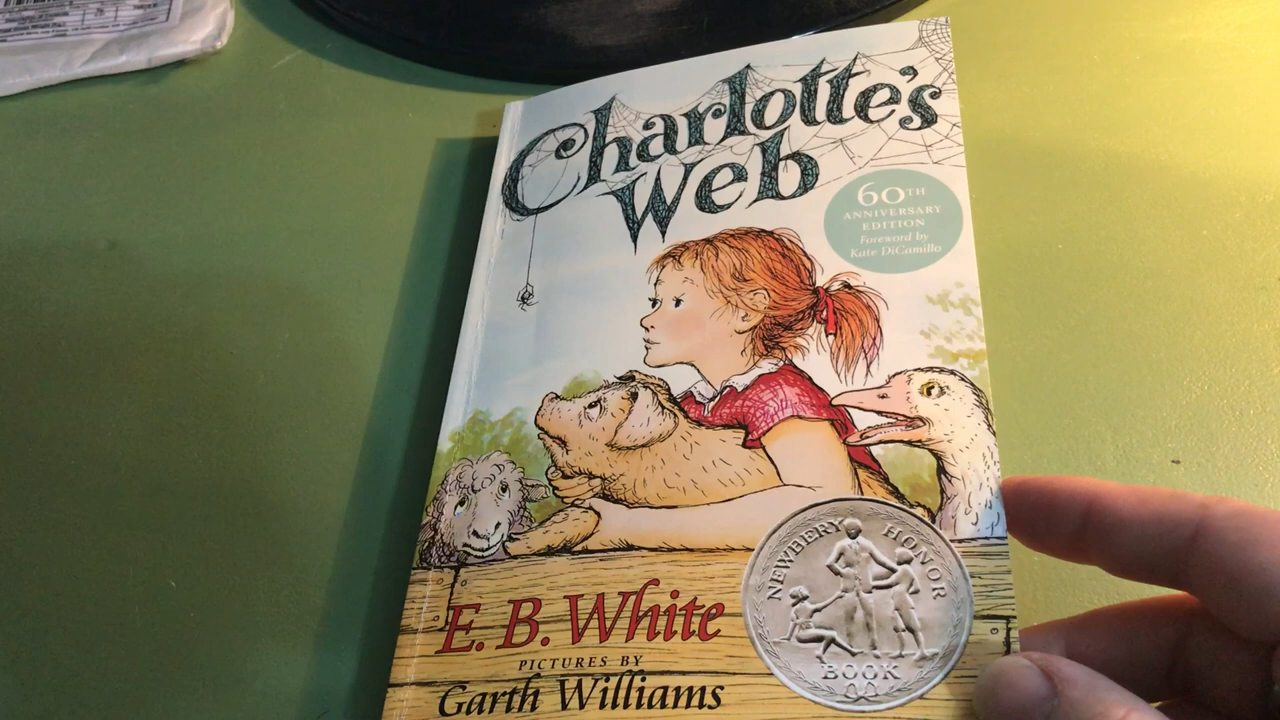 Charlotte's
Web
60TH
ANNIVERSARY
EDITION
Foreword by
Kate DiCamillo
NEWBERY HONOR
BOOK
E. B. White
PICTURES BY
Garth Williams